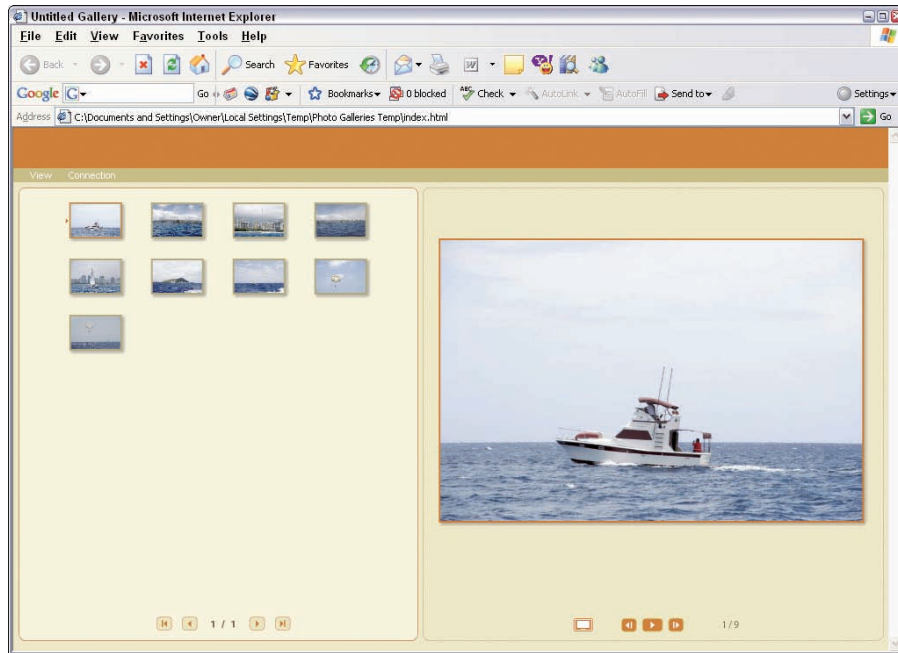 Untitled Gallery - Microsoft Internet Explorer
File Edit View Favorites Tools Help
Back Search Favorites W
Google G Go Bookmarks 0 blocked ABC Check AutoLink AutoFill Send to Settings
Address C:\Documents and Settings\Owner\Local Settings\Temp\Photo Galleries Temp\index.html Go
View Connection
1 / 1
1/9